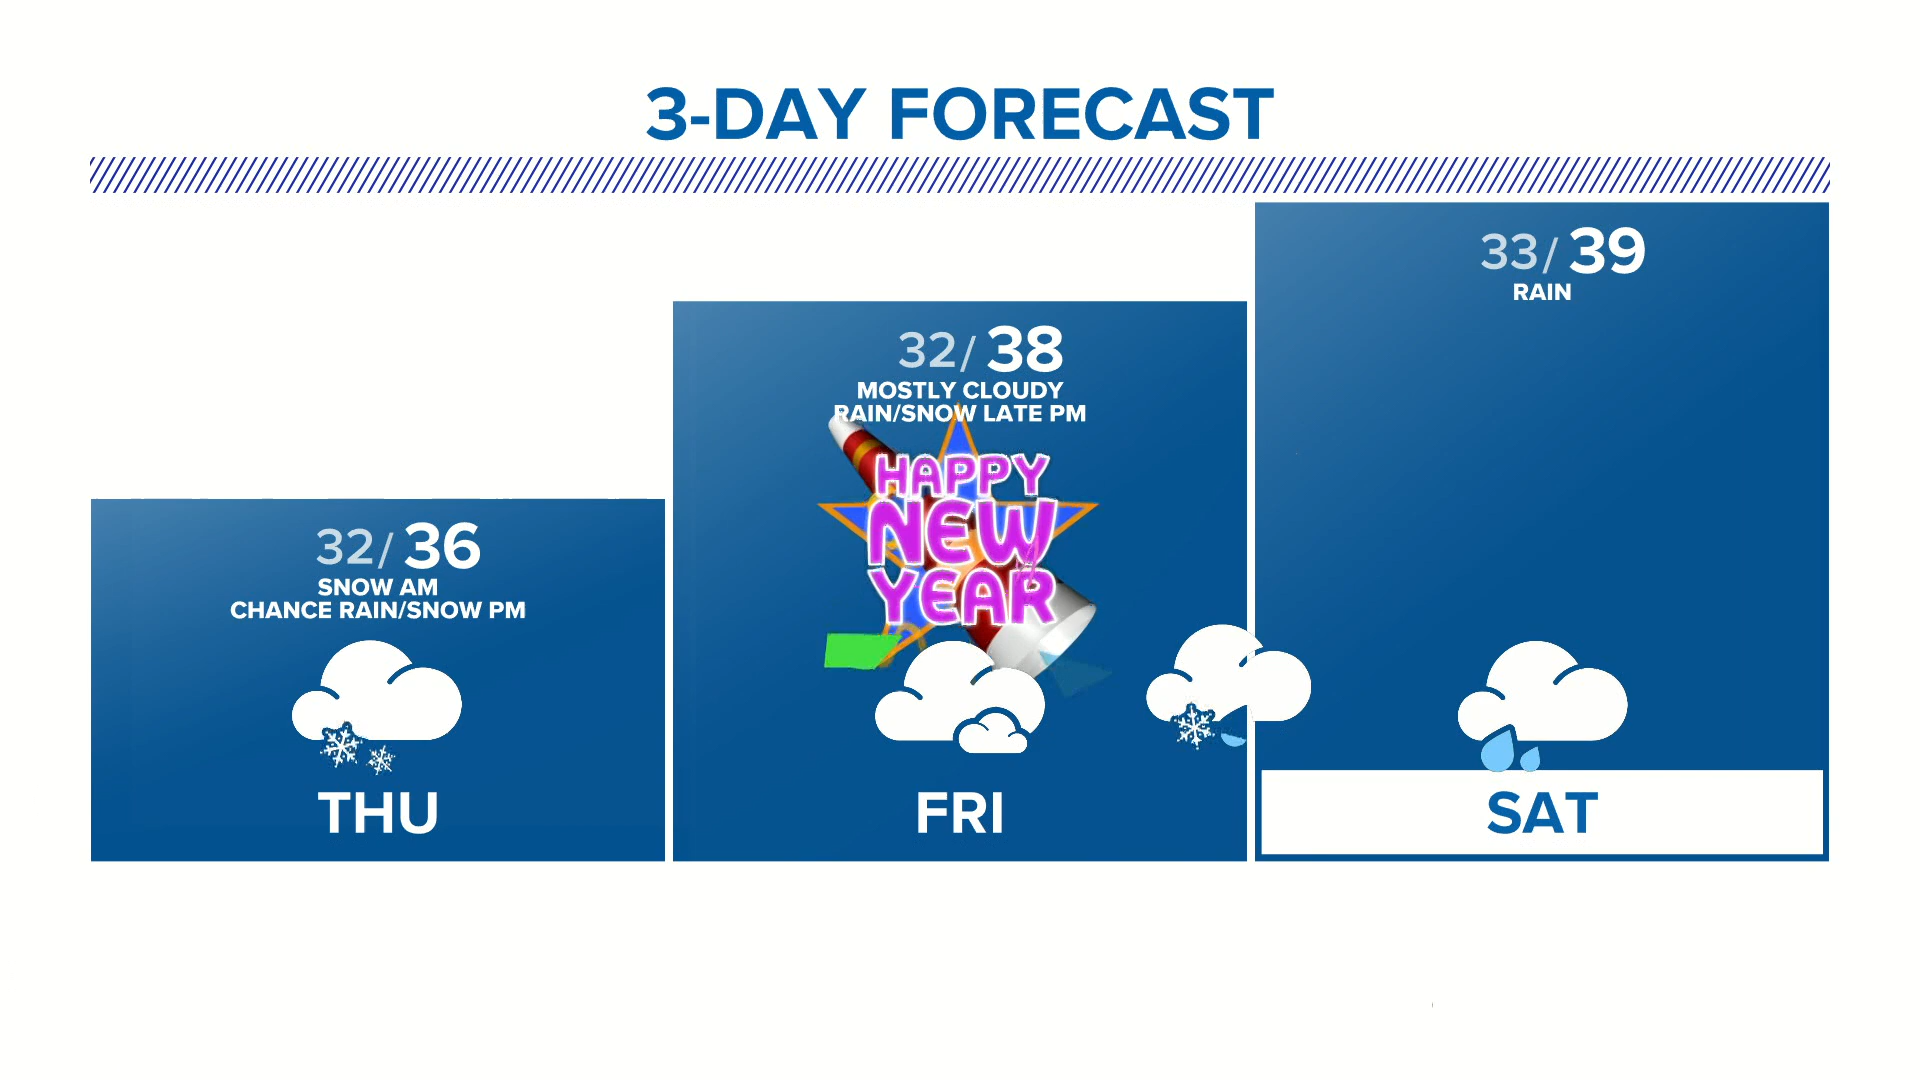 3-DAY FORECAST
32/ 36
SNOW AM
CHANCE RAIN/SNOW PM
THU
32/ 38
MOSTLY CLOUDY
RAIN/SNOW LATE PM
HAPPY
NEW
YEAR
FRI
33/ 39
RAIN
SAT